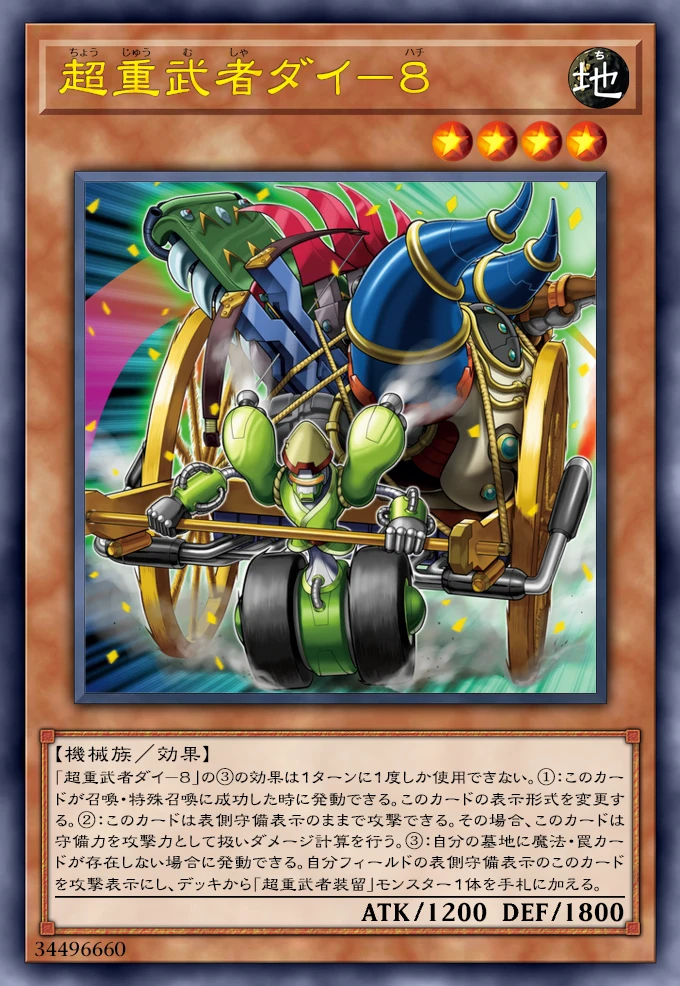 ちょう じゅう む しゃ ハチ
超重武者ダイ－８
ち
地
【機械族／効果】
「超重武者ダイ－８」の③の効果は１ターンに１度しか使用できない。①：このカー
ドが召喚・特殊召喚に成功した時に発動できる。このカードの表示形式を変更す
る。②：このカードは表側守備表示のままで攻撃できる。その場合、このカードは
守備力を攻撃力として扱いダメージ計算を行う。③：自分の墓地に魔法・罠カー
ドが存在しない場合に発動できる。自分フィールドの表側守備表示のこのカード
を攻撃表示にし、デッキから「超重武者装留」モンスター１体を手札に加える。
ATK/1200 DEF/1800
34496660